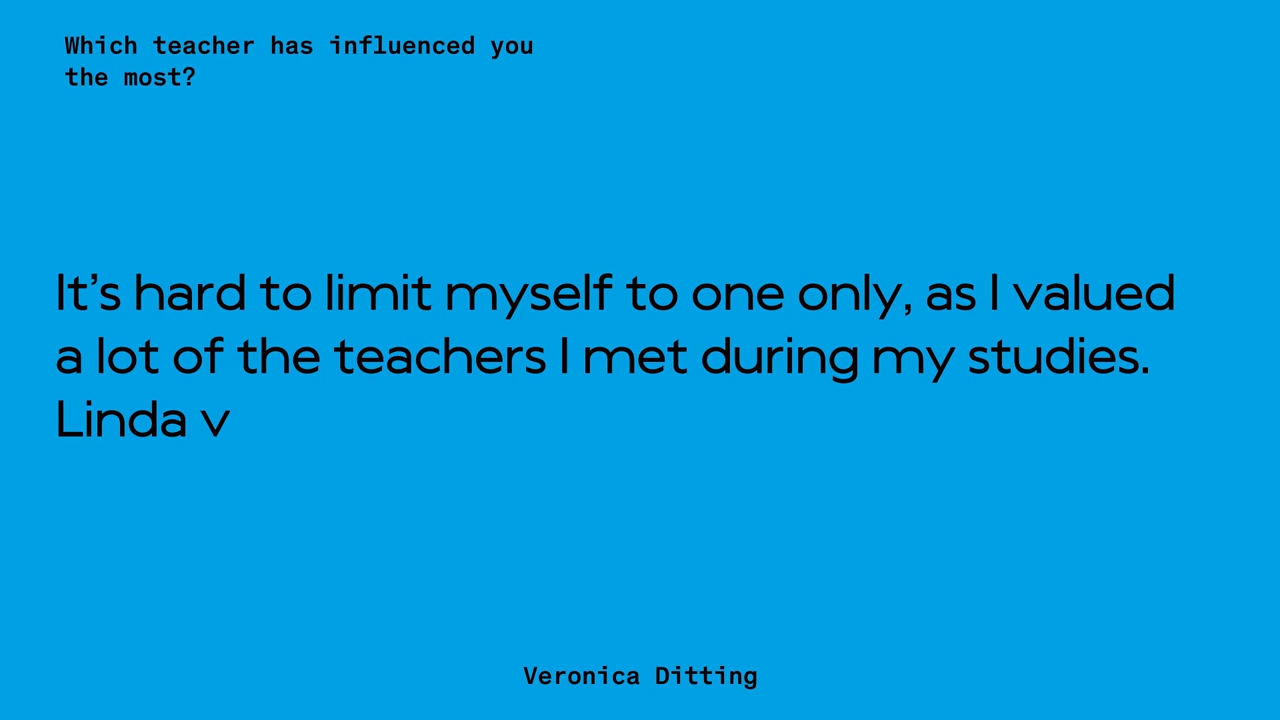 Which teacher has influenced you
the most?
It’s hard to limit myself to one only, as I valued
a lot of the teachers I met during my studies.
Linda v
Veronica Ditting